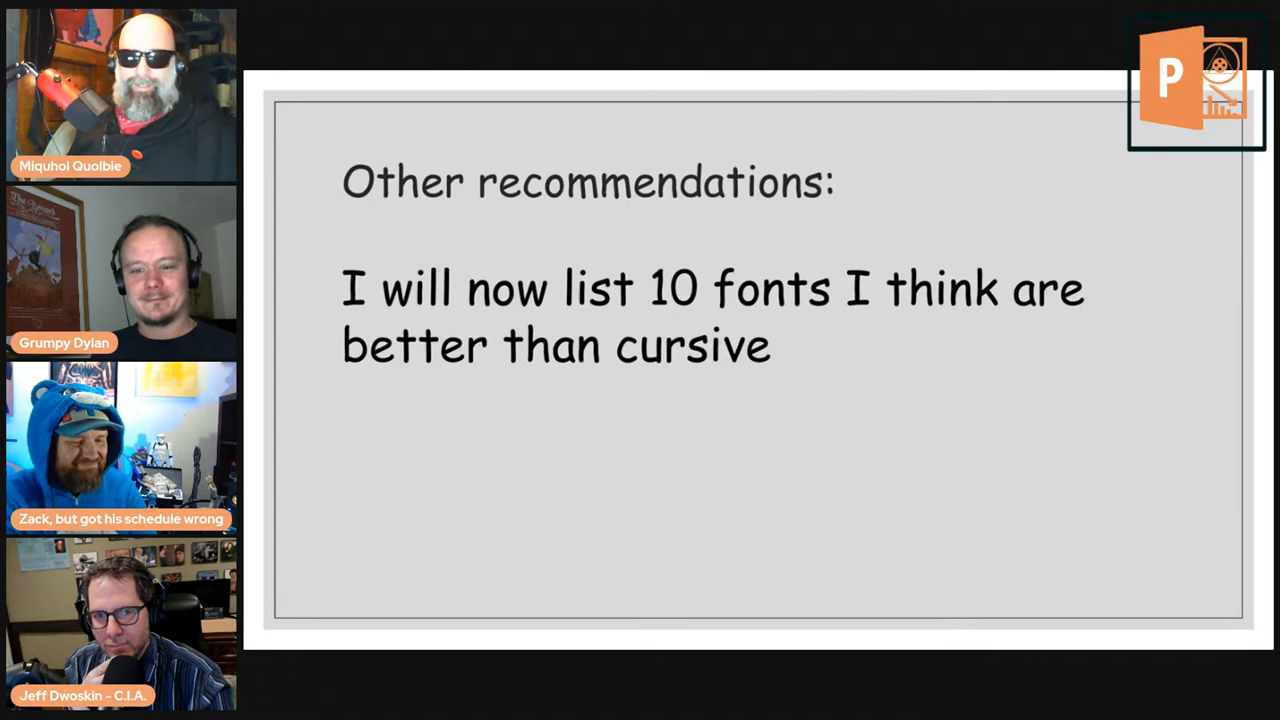 Miquhol Quolbie
Grumpy Dylan
Zack, but got his schedule wrong
Jeff Dwoskin - C.I.A.
P
Other recommendations:
I will now list 10 fonts I think are
better than cursive